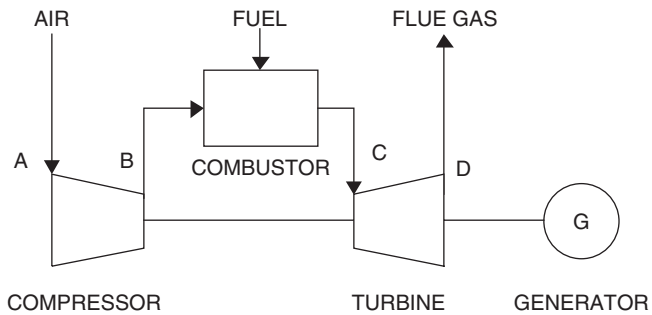 AIR
FUEL
FLUE GAS
A
B
COMBUSTOR
C
D
G
COMPRESSOR
TURBINE
GENERATOR